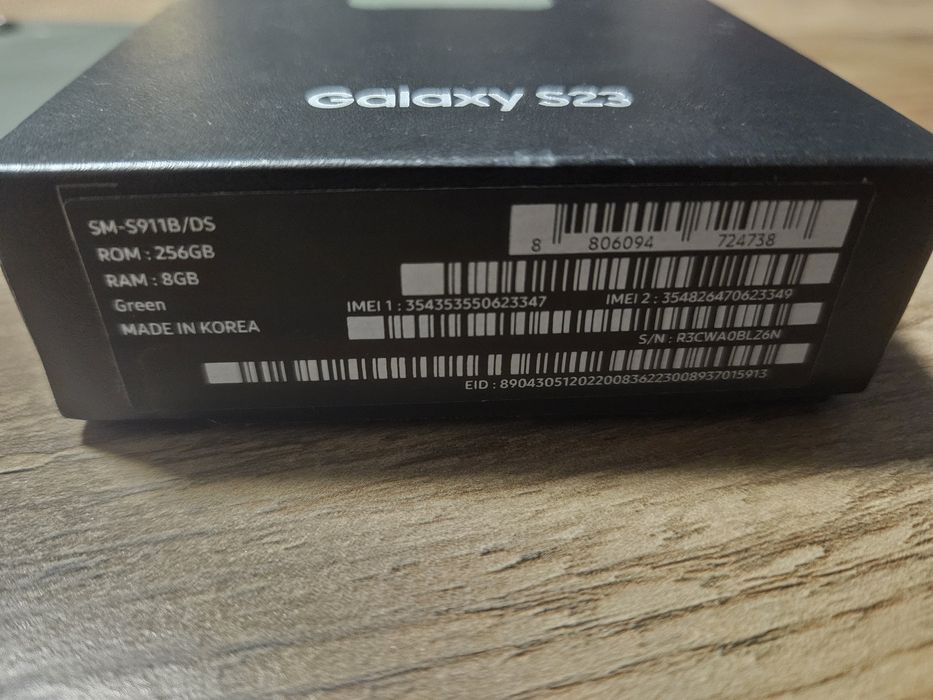 Galaxy S23
SM-S911B/DS
ROM : 256GB
RAM : 8GB
Green
MADE IN KOREA
8 806094 724738
IMEI 1 : 354353550623347
IMEI 2 : 354826470623349
S/N : R3CWA0BLZ6N
EID : 89043051202200836223008937015913